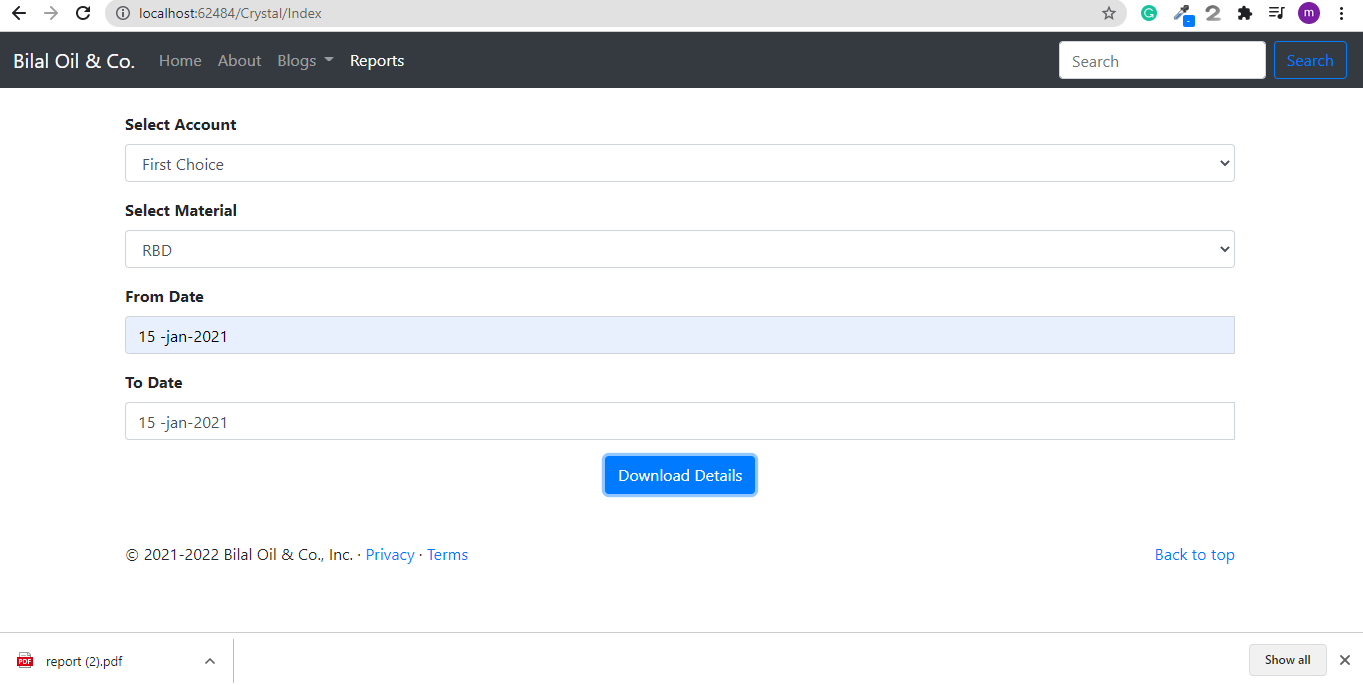 localhost:62484/Crystal/Index
m
Bilal Oil & Co. Home About Blogs Reports Search Search
Select Account
First Choice
Select Material
RBD
From Date
15 -jan-2021
To Date
15 -jan-2021
Download Details
© 2021-2022 Bilal Oil & Co., Inc. · Privacy · Terms Back to top
PDF report (2).pdf Show all